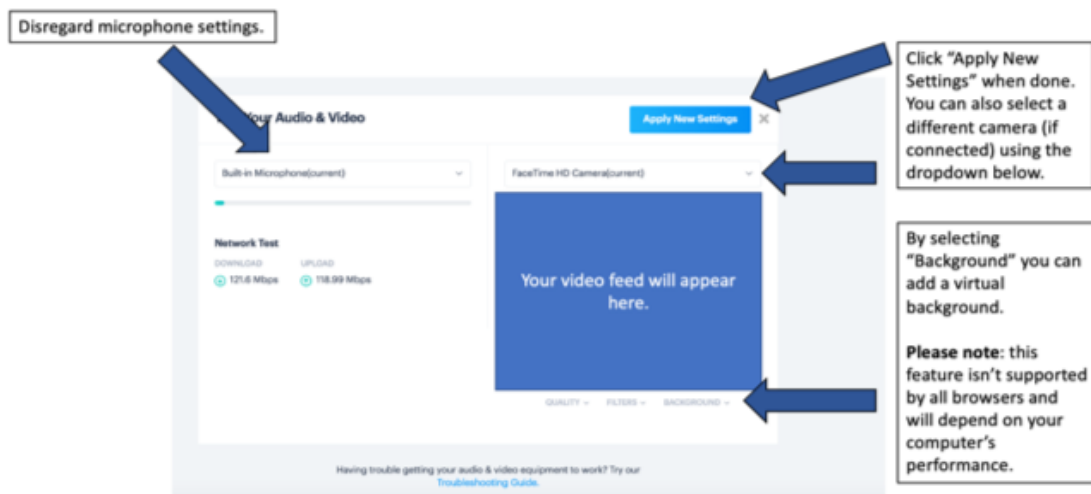 Disregard microphone settings.
Click “Apply New
Settings” when done.
You can also select a
different camera (if
connected) using the
dropdown below.
Your Audio & Video
Apply New Settings
Built-in Microphone(current)
FaceTime HD Camera(current)
Network Test
DOWNLOAD UPLOAD
121.6 Mbps 118.99 Mbps
Your video feed will appear
here.
By selecting
“Background” you can
add a virtual
background.
Please note: this
feature isn’t supported
by all browsers and
will depend on your
computer’s
performance.
QUALITY FILTERS BACKGROUND
Having trouble getting your audio & video equipment to work? Try our
Troubleshooting Guide.